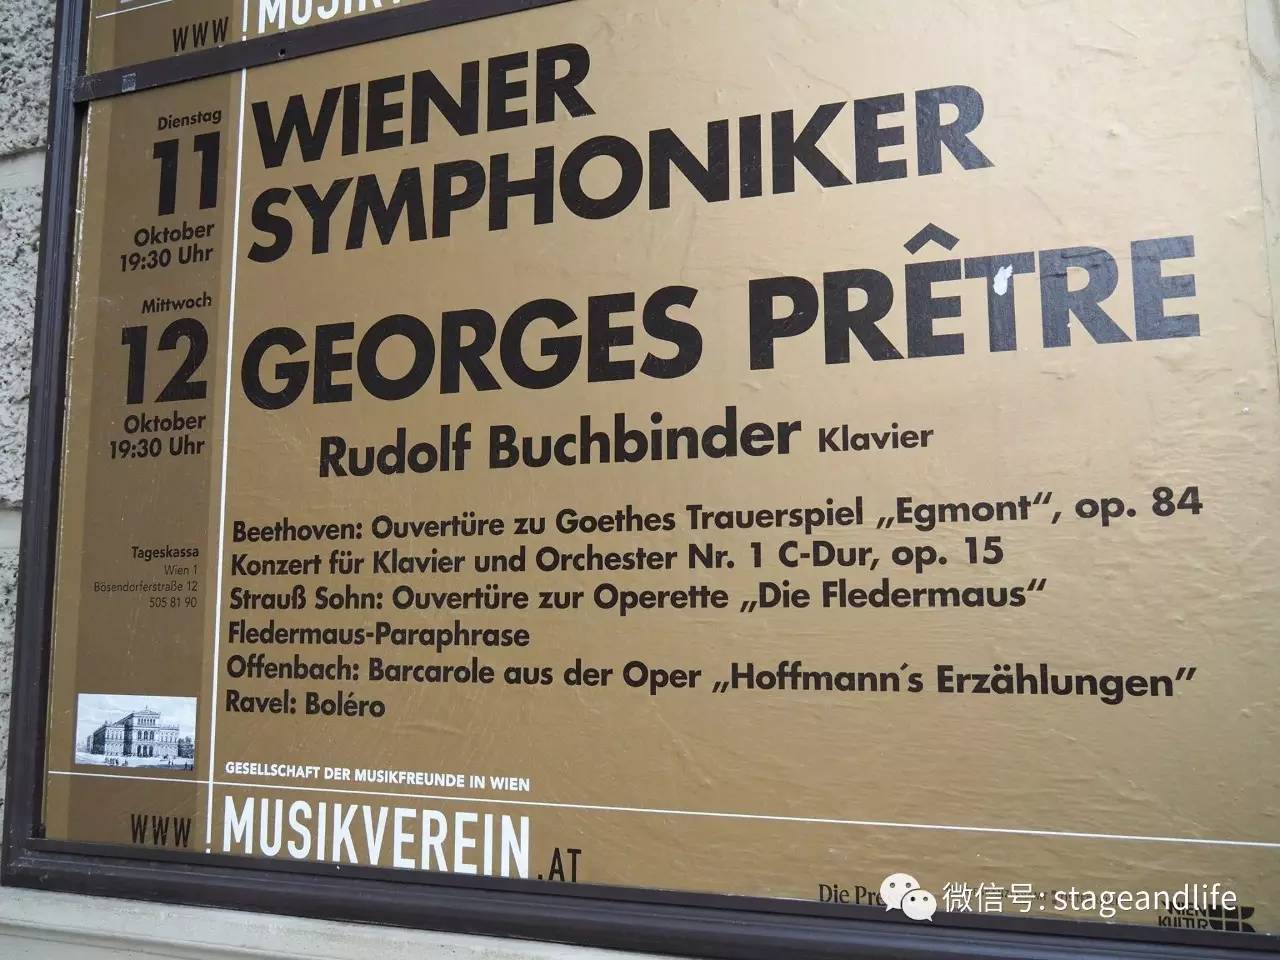 WWW
MUSIKV
Dienstag
11
Oktober
19:30 Uhr
Mittwoch
12
Oktober
19:30 Uhr
Tageskassa
Wien 1
Bösendorferstraße 12
505 81 90
WIENER
SYMPHONIKER
GEORGES PRÊTRE
Rudolf Buchbinder Klavier
Beethoven: Ouvertüre zu Goethes Trauerspiel „Egmont“, op. 84
Konzert für Klavier und Orchester Nr. 1 C-Dur, op. 15
Strauß Sohn: Ouvertüre zur Operette „Die Fledermaus“
Fledermaus-Paraphrase
Offenbach: Barcarole aus der Oper „Hoffmann´s Erzählungen”
Ravel: Boléro
GESELLSCHAFT DER MUSIKFREUNDE IN WIEN
WWW.MUSIKVEREIN.AT
Die Pre
微信号: stageandlife
WIEN
KULTUR